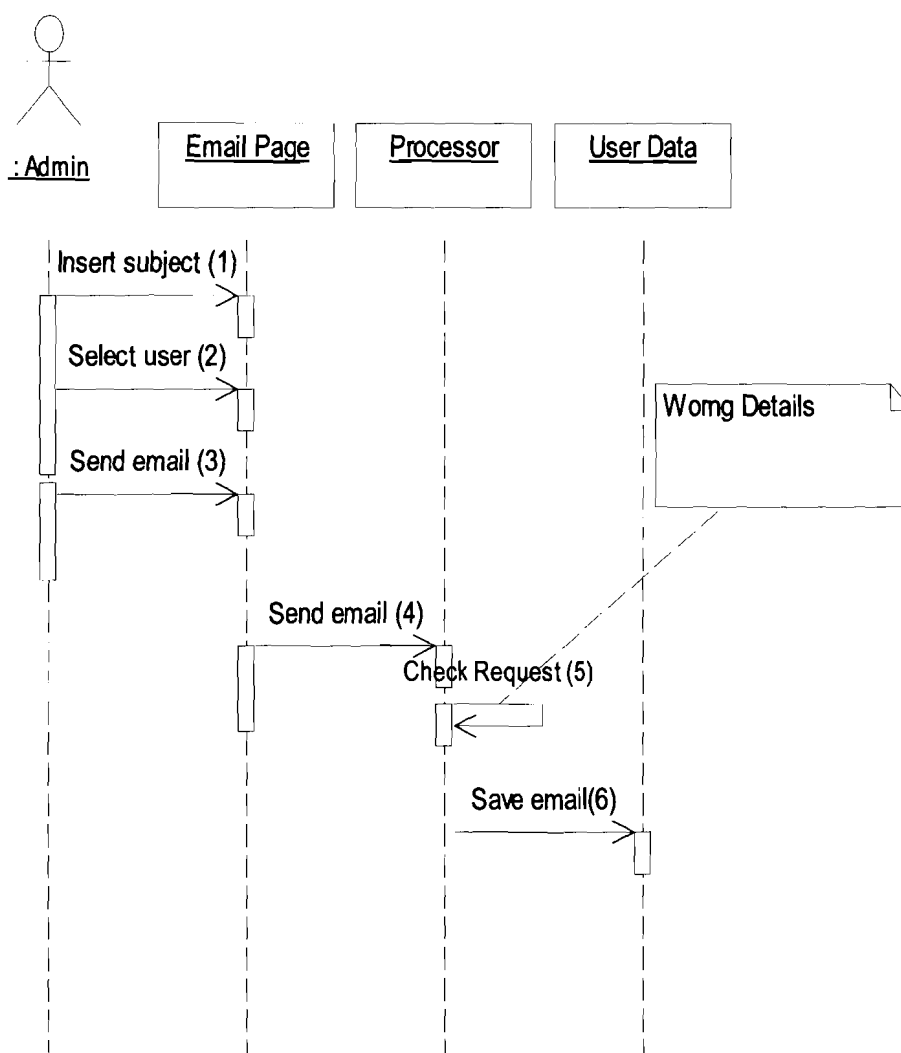 : Admin
Email Page
Processor
User Data
Insert subject (1)
Select user (2)
Worng Details
Send email (3)
Send email (4)
Check Request (5)
Save email(6)